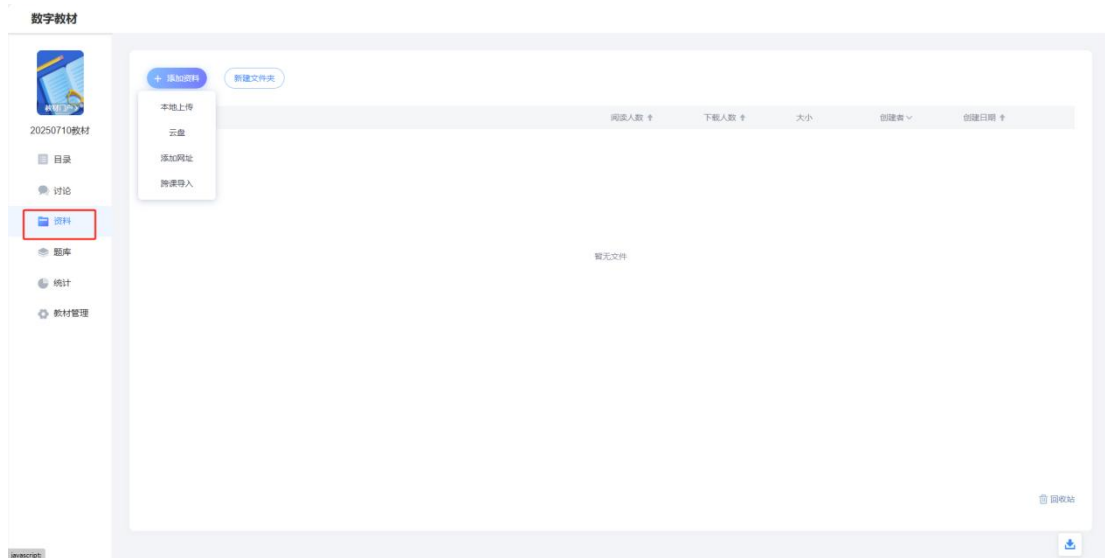 数字教材
教材门户
20250710教材
目录
讨论
资料
题库
统计
教材管理
+ 添加资料
新建文件夹
本地上传
云盘
添加网址
跨课导入
阅读人数 下载人数 大小 创建者 创建日期
暂无文件
回收站
javascript: